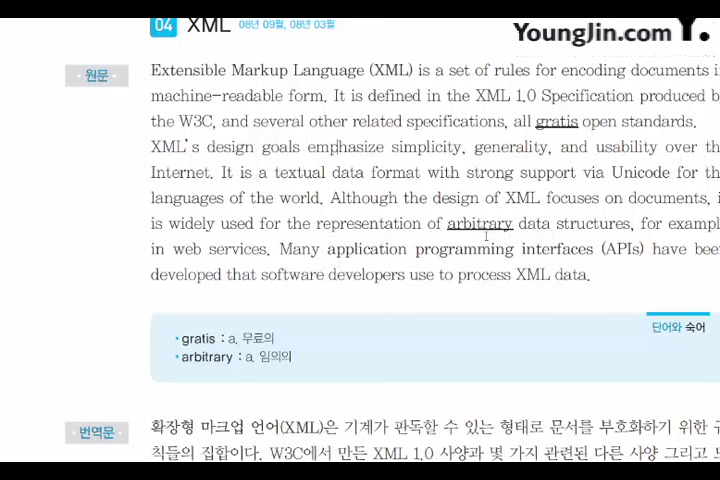 04 XML 08년 09월, 08년 03월
YoungJin.com Y.
원문
Extensible Markup Language (XML) is a set of rules for encoding documents in
machine-readable form. It is defined in the XML 1.0 Specification produced b
the W3C, and several other related specifications, all gratis open standards.
XML's design goals emphasize simplicity, generality, and usability over th
Internet. It is a textual data format with strong support via Unicode for th
languages of the world. Although the design of XML focuses on documents, i
is widely used for the representation of arbitrary data structures, for exampl
in web services. Many application programming interfaces (APIs) have been
developed that software developers use to process XML data.
단어와 숙어
• gratis : a. 무료의
• arbitrary : a. 임의의
번역문
확장형 마크업 언어(XML)은 기계가 판독할 수 있는 형태로 문서를 부호화하기 위한 규
칙들의 집합이다. W3C에서 만든 XML 1.0 사양과 몇 가지 관련된 다른 사양 그리고 모